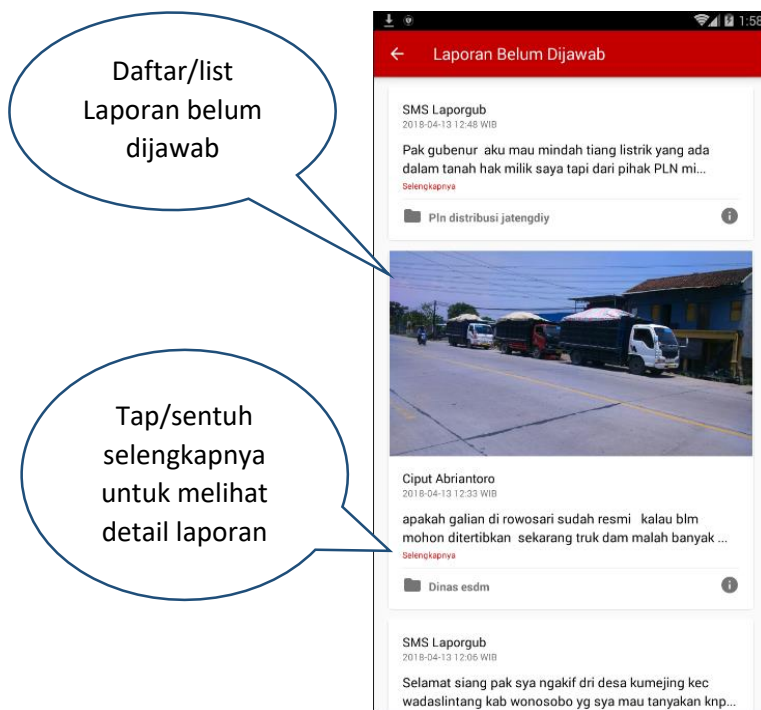 Daftar/list
Laporan belum
dijawab
Tap/sentuh
selengkapnya
untuk melihat
detail laporan
1:58
Laporan Belum Dijawab
SMS Laporgub
2018-04-13 12:48 WIB
Pak gubenur aku mau mindah tiang listrik yang ada
dalam tanah hak milik saya tapi dari pihak PLN mi...
Selengkapnya
Pln distribusi jatengdiy
Ciput Abriantoro
2018-04-13 12:33 WIB
apakah galian di rowosari sudah resmi kalau blm
mohon ditertibkan sekarang truk dam malah banyak ...
Selengkapnya
Dinas esdm
SMS Laporgub
2018-04-13 12:06 WIB
Selamat siang pak sya ngakif dri desa kumejing kec
wadaslintang kab wonosobo yg sya mau tanyakan knp...